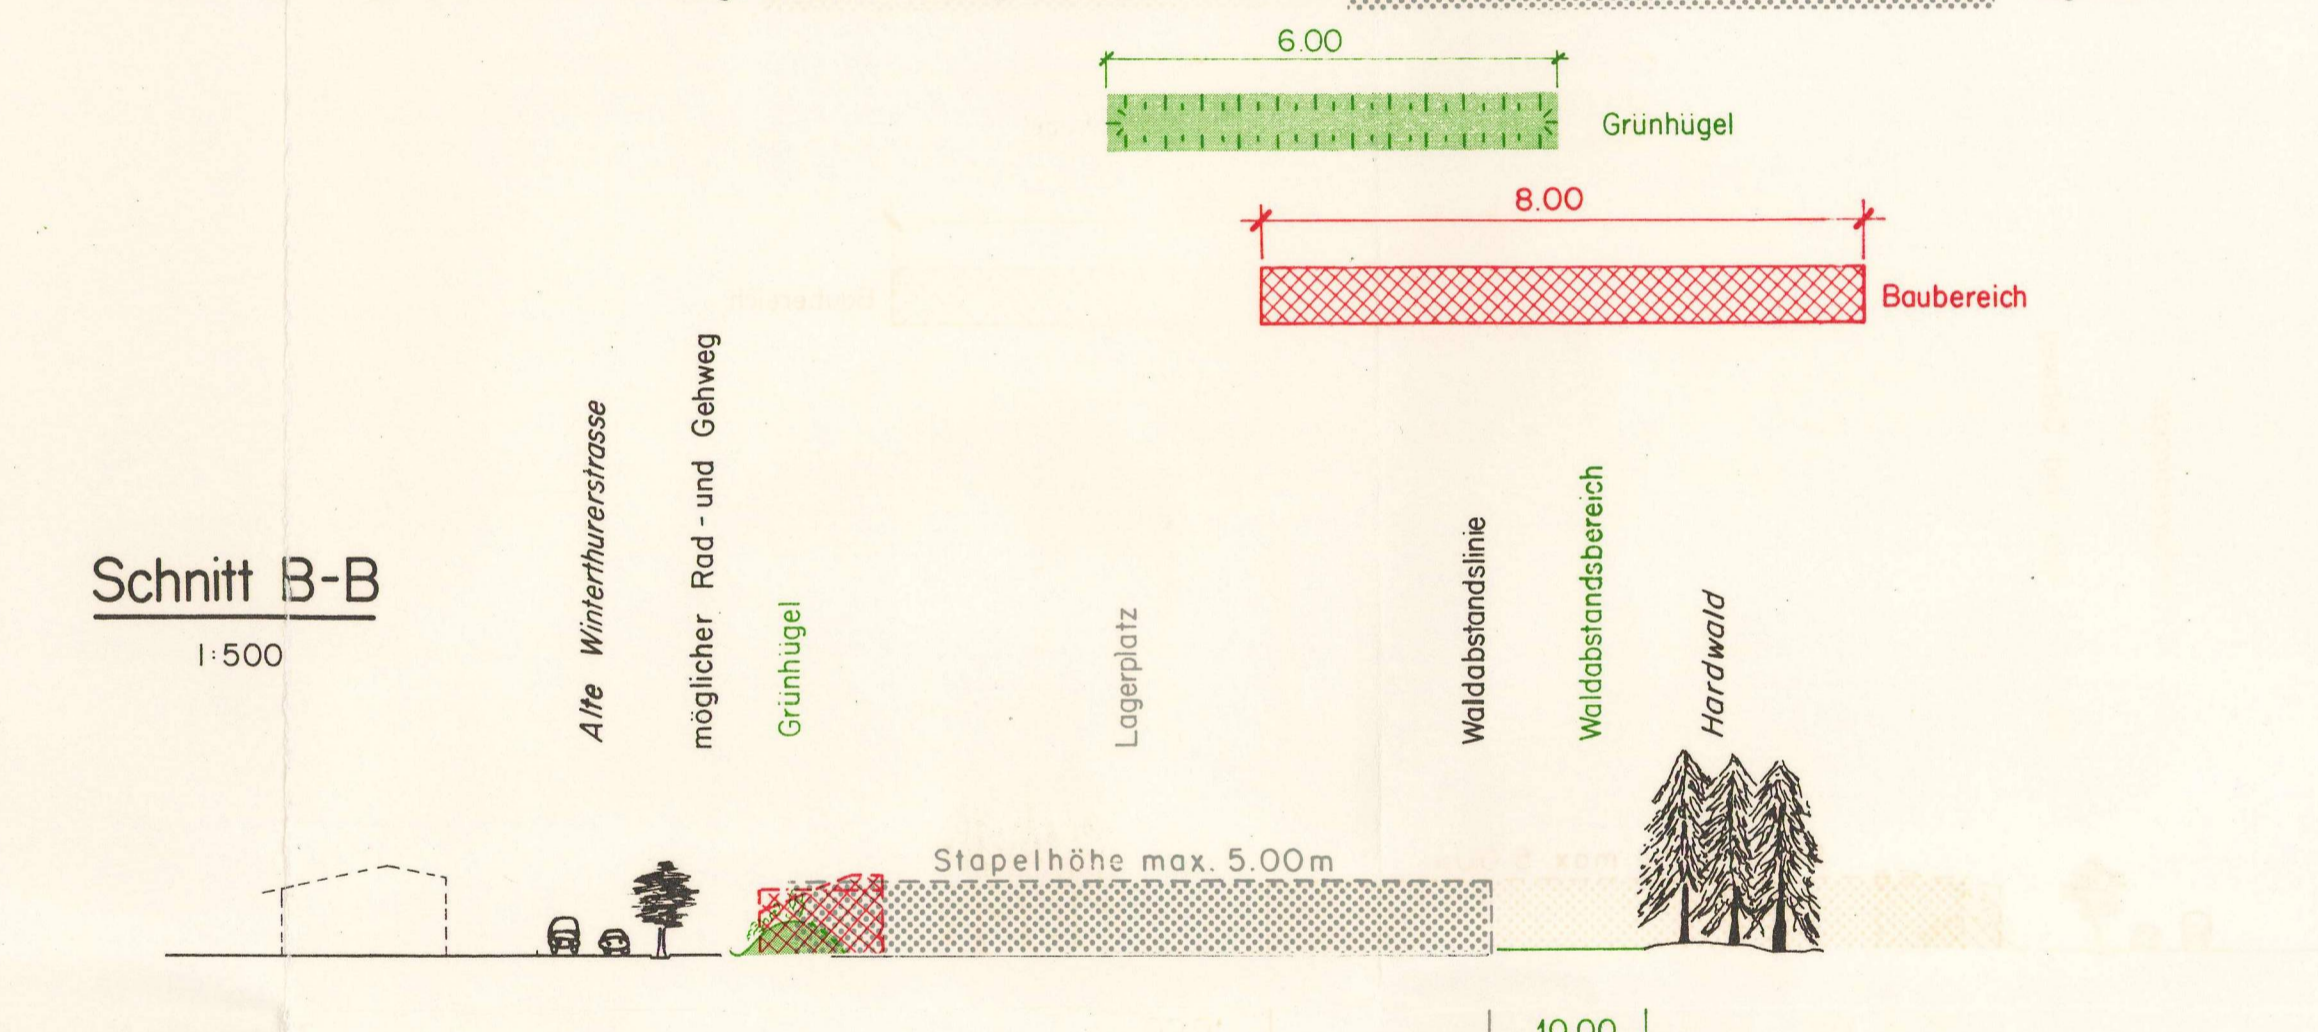 6.00
Grünhügel
8.00
Baubereich
Schnitt B-B
1:500
Alte Winterthurerstrasse
möglicher Rad- und Gehweg
Grünhügel
Lagerplatz
Waldabstandslinie
Waldabstandsbereich
Hardwald
Stapelhöhe max. 5.00m
10.00